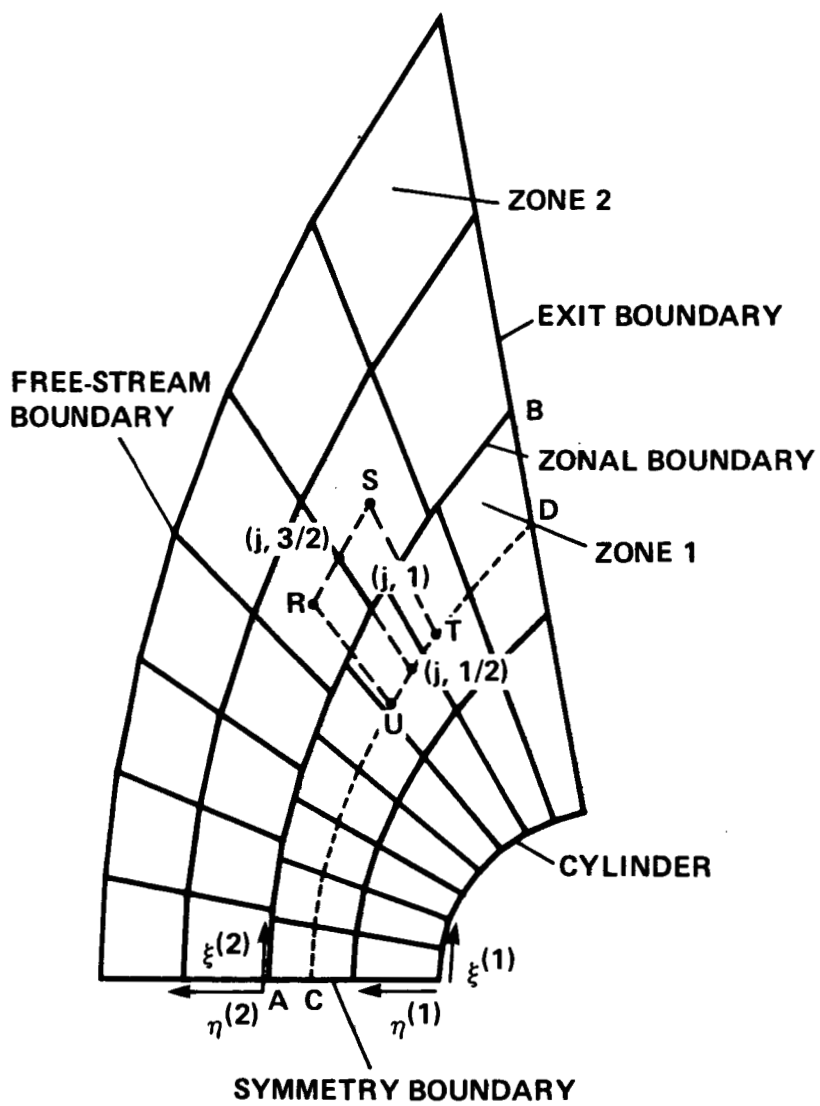 ZONE 2
EXIT BOUNDARY
FREE-STREAM
BOUNDARY
B
ZONAL BOUNDARY
S
D
(j, 3/2)
ZONE 1
(j, 1)
R
T
(j, 1/2)
U
CYLINDER
ξ(2)
ξ(1)
A C
η(2)
η(1)
SYMMETRY BOUNDARY